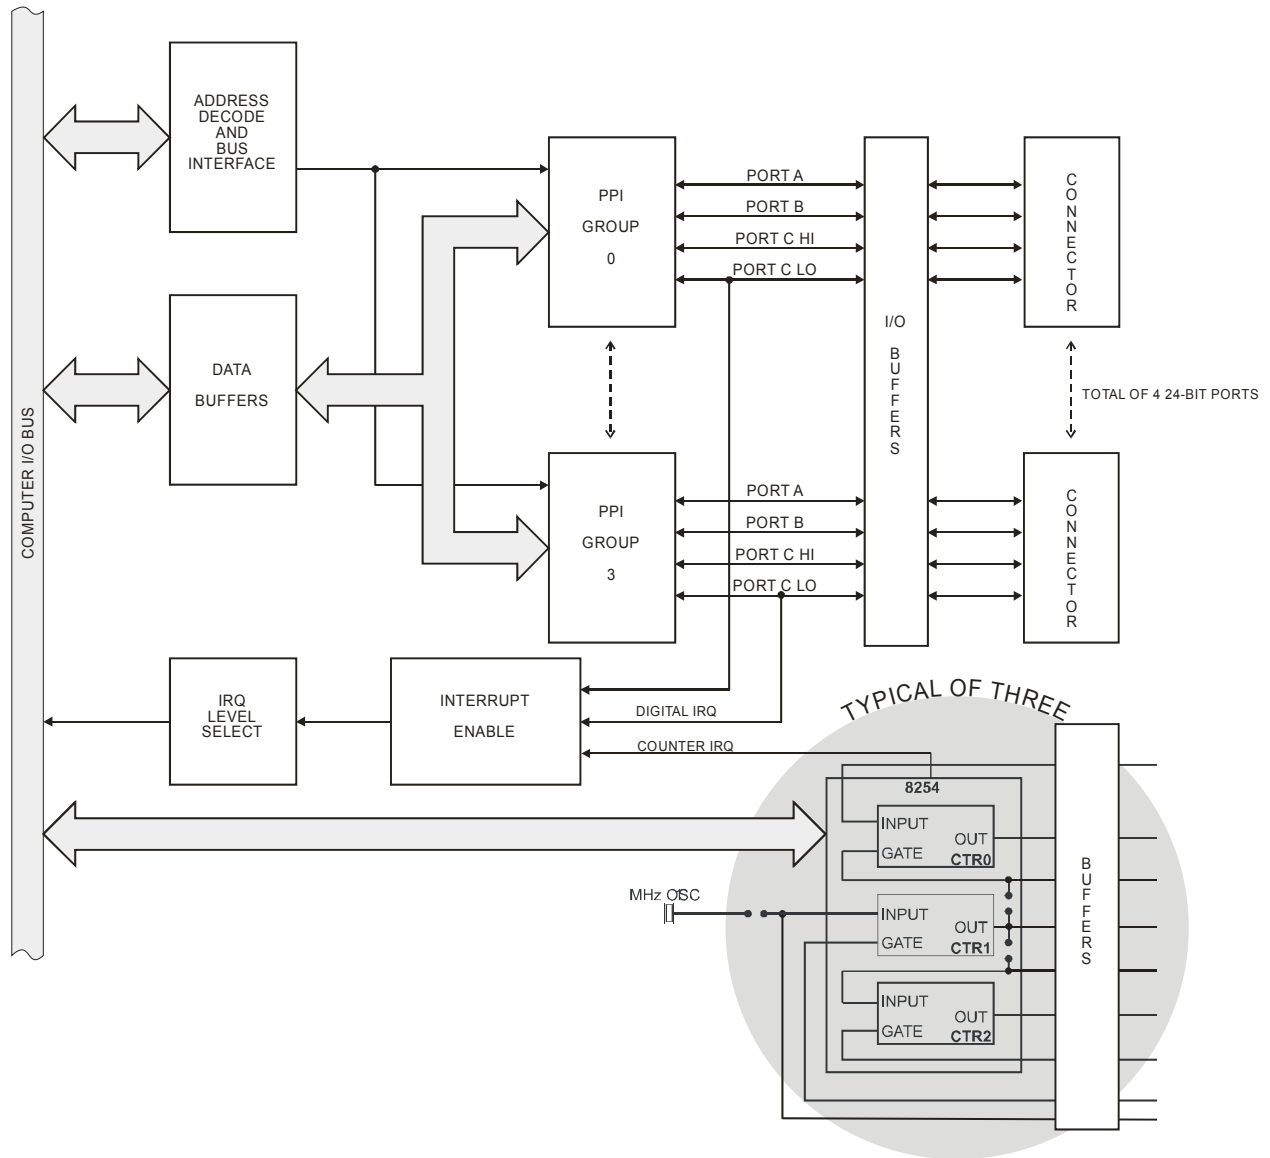 COMPUTER I/O BUS
ADDRESS
DECODE
AND
BUS
INTERFACE
DATA
BUFFERS
PPI
GROUP
0
PORT A
PORT B
PORT C HI
PORT C LO
I/O
BUFFERS
CONNECTOR
TOTAL OF 4 24-BIT PORTS
PPI
GROUP
3
PORT A
PORT B
PORT C HI
PORT C LO
CONNECTOR
IRQ
LEVEL
SELECT
INTERRUPT
ENABLE
DIGITAL IRQ
COUNTER IRQ
TYPICAL OF THREE
8254
INPUT
OUT
GATE
CTR0
MHz OSC
INPUT
OUT
GATE
CTR1
INPUT
OUT
GATE
CTR2
BUFFERS